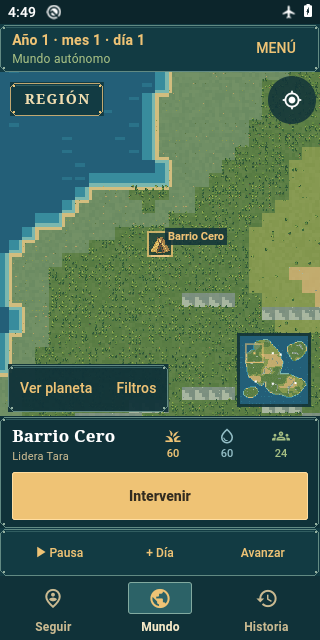 4:49
Año 1 · mes 1 · día 1
Mundo autónomo
MENÚ
REGIÓN
Barrio Cero
Ver planeta
Filtros
Barrio Cero
Lidera Tara
60
60
24
Intervenir
Pausa
+ Día
Avanzar
Seguir
Mundo
Historia